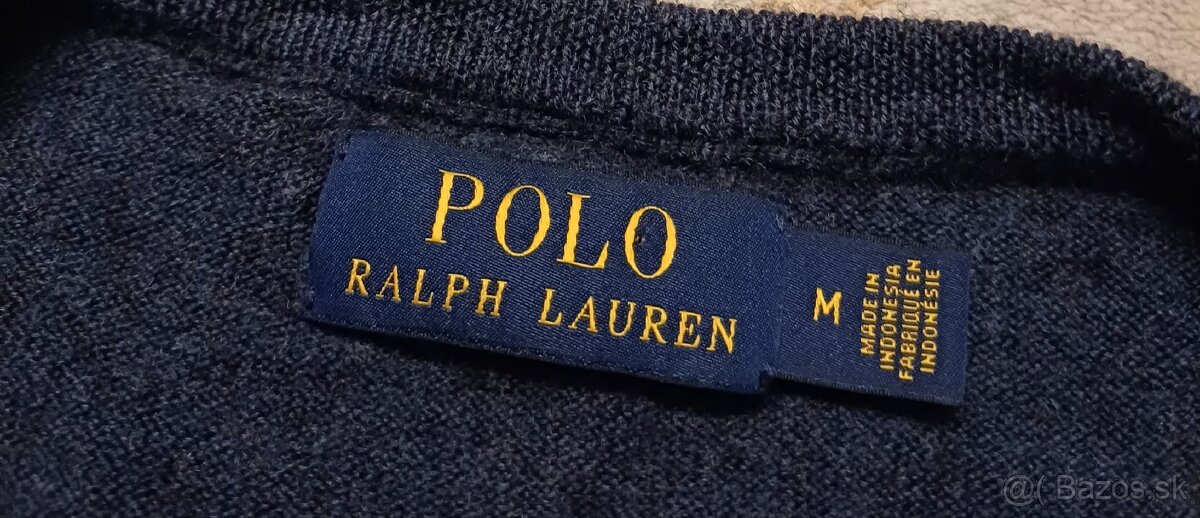 POLO
RALPH LAUREN
M
MADE IN
INDONESIA
FABRIQUÉ EN
INDONÉSIE
@( Bazos.sk